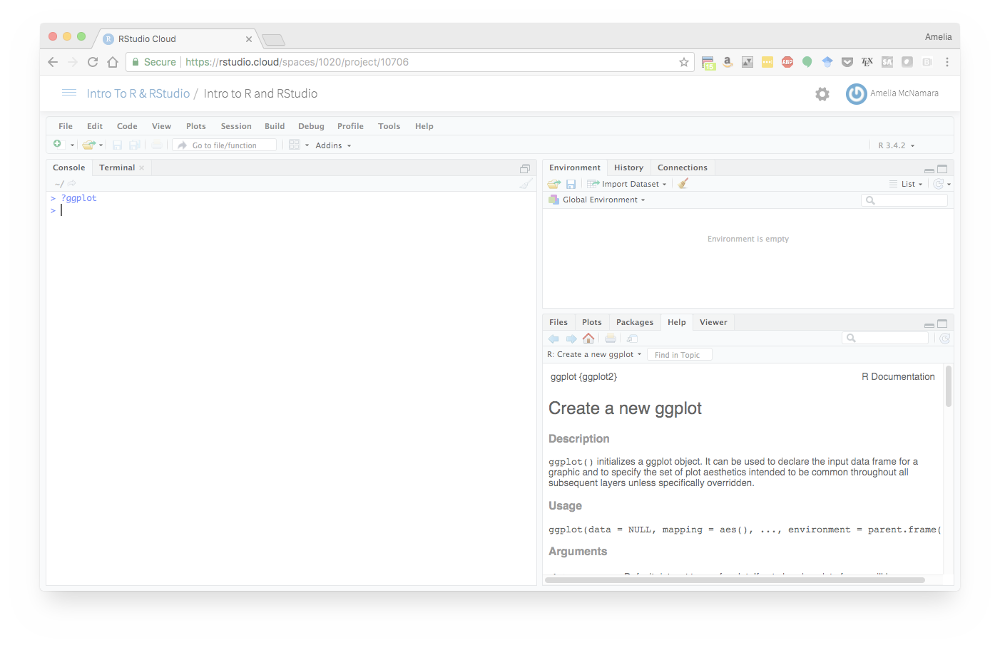 RStudio Cloud
Amelia
Secure https://rstudio.cloud/spaces/1020/project/10706
15 a ABP TEX SA
Intro To R & RStudio / Intro to R and RStudio
Amelia McNamara
File Edit Code View Plots Session Build Debug Profile Tools Help
Go to file/function Addins R 3.4.2
Console Terminal
~/
> ?ggplot
>
Environment History Connections
Import Dataset List
Global Environment
Environment is empty
Files Plots Packages Help Viewer
R: Create a new ggplot Find in Topic
ggplot {ggplot2} R Documentation
Create a new ggplot
Description
ggplot() initializes a ggplot object. It can be used to declare the input data frame for a
graphic and to specify the set of plot aesthetics intended to be common throughout all
subsequent layers unless specifically overridden.
Usage
ggplot(data = NULL, mapping = aes(), ..., environment = parent.frame(
Arguments